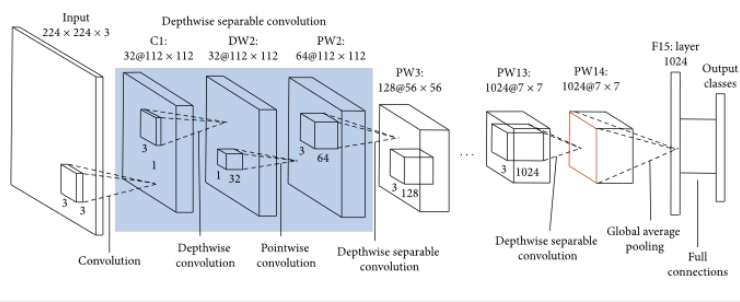 Depthwise separable convolution
Input
224 × 224 × 3
C1:
32@112 × 112
DW2:
32@112 × 112
PW2:
64@112 × 112
PW3:
128@56 × 56
PW13:
1024@7 × 7
PW14:
1024@7 × 7
F15: layer
1024
Output
classes
3
3
3
1
1
32
3
64
3
128
...
3
1024
Convolution
Depthwise
convolution
Pointwise
convolution
Depthwise separable
convolution
Depthwise separable
convolution
Global average
pooling
Full
connections